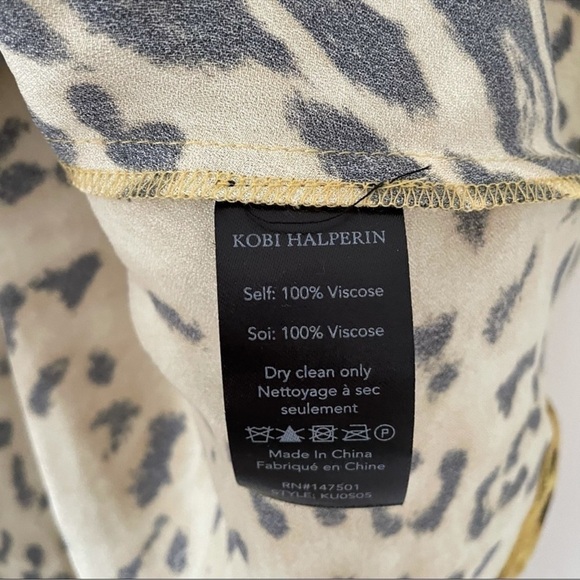 KOBI HALPERIN
Self: 100% Viscose
Soi: 100% Viscose
Dry clean only
Nettoyage à sec
seulement
P
Made In China
Fabriqué en Chine
RN#147501
STYLE: KU0505